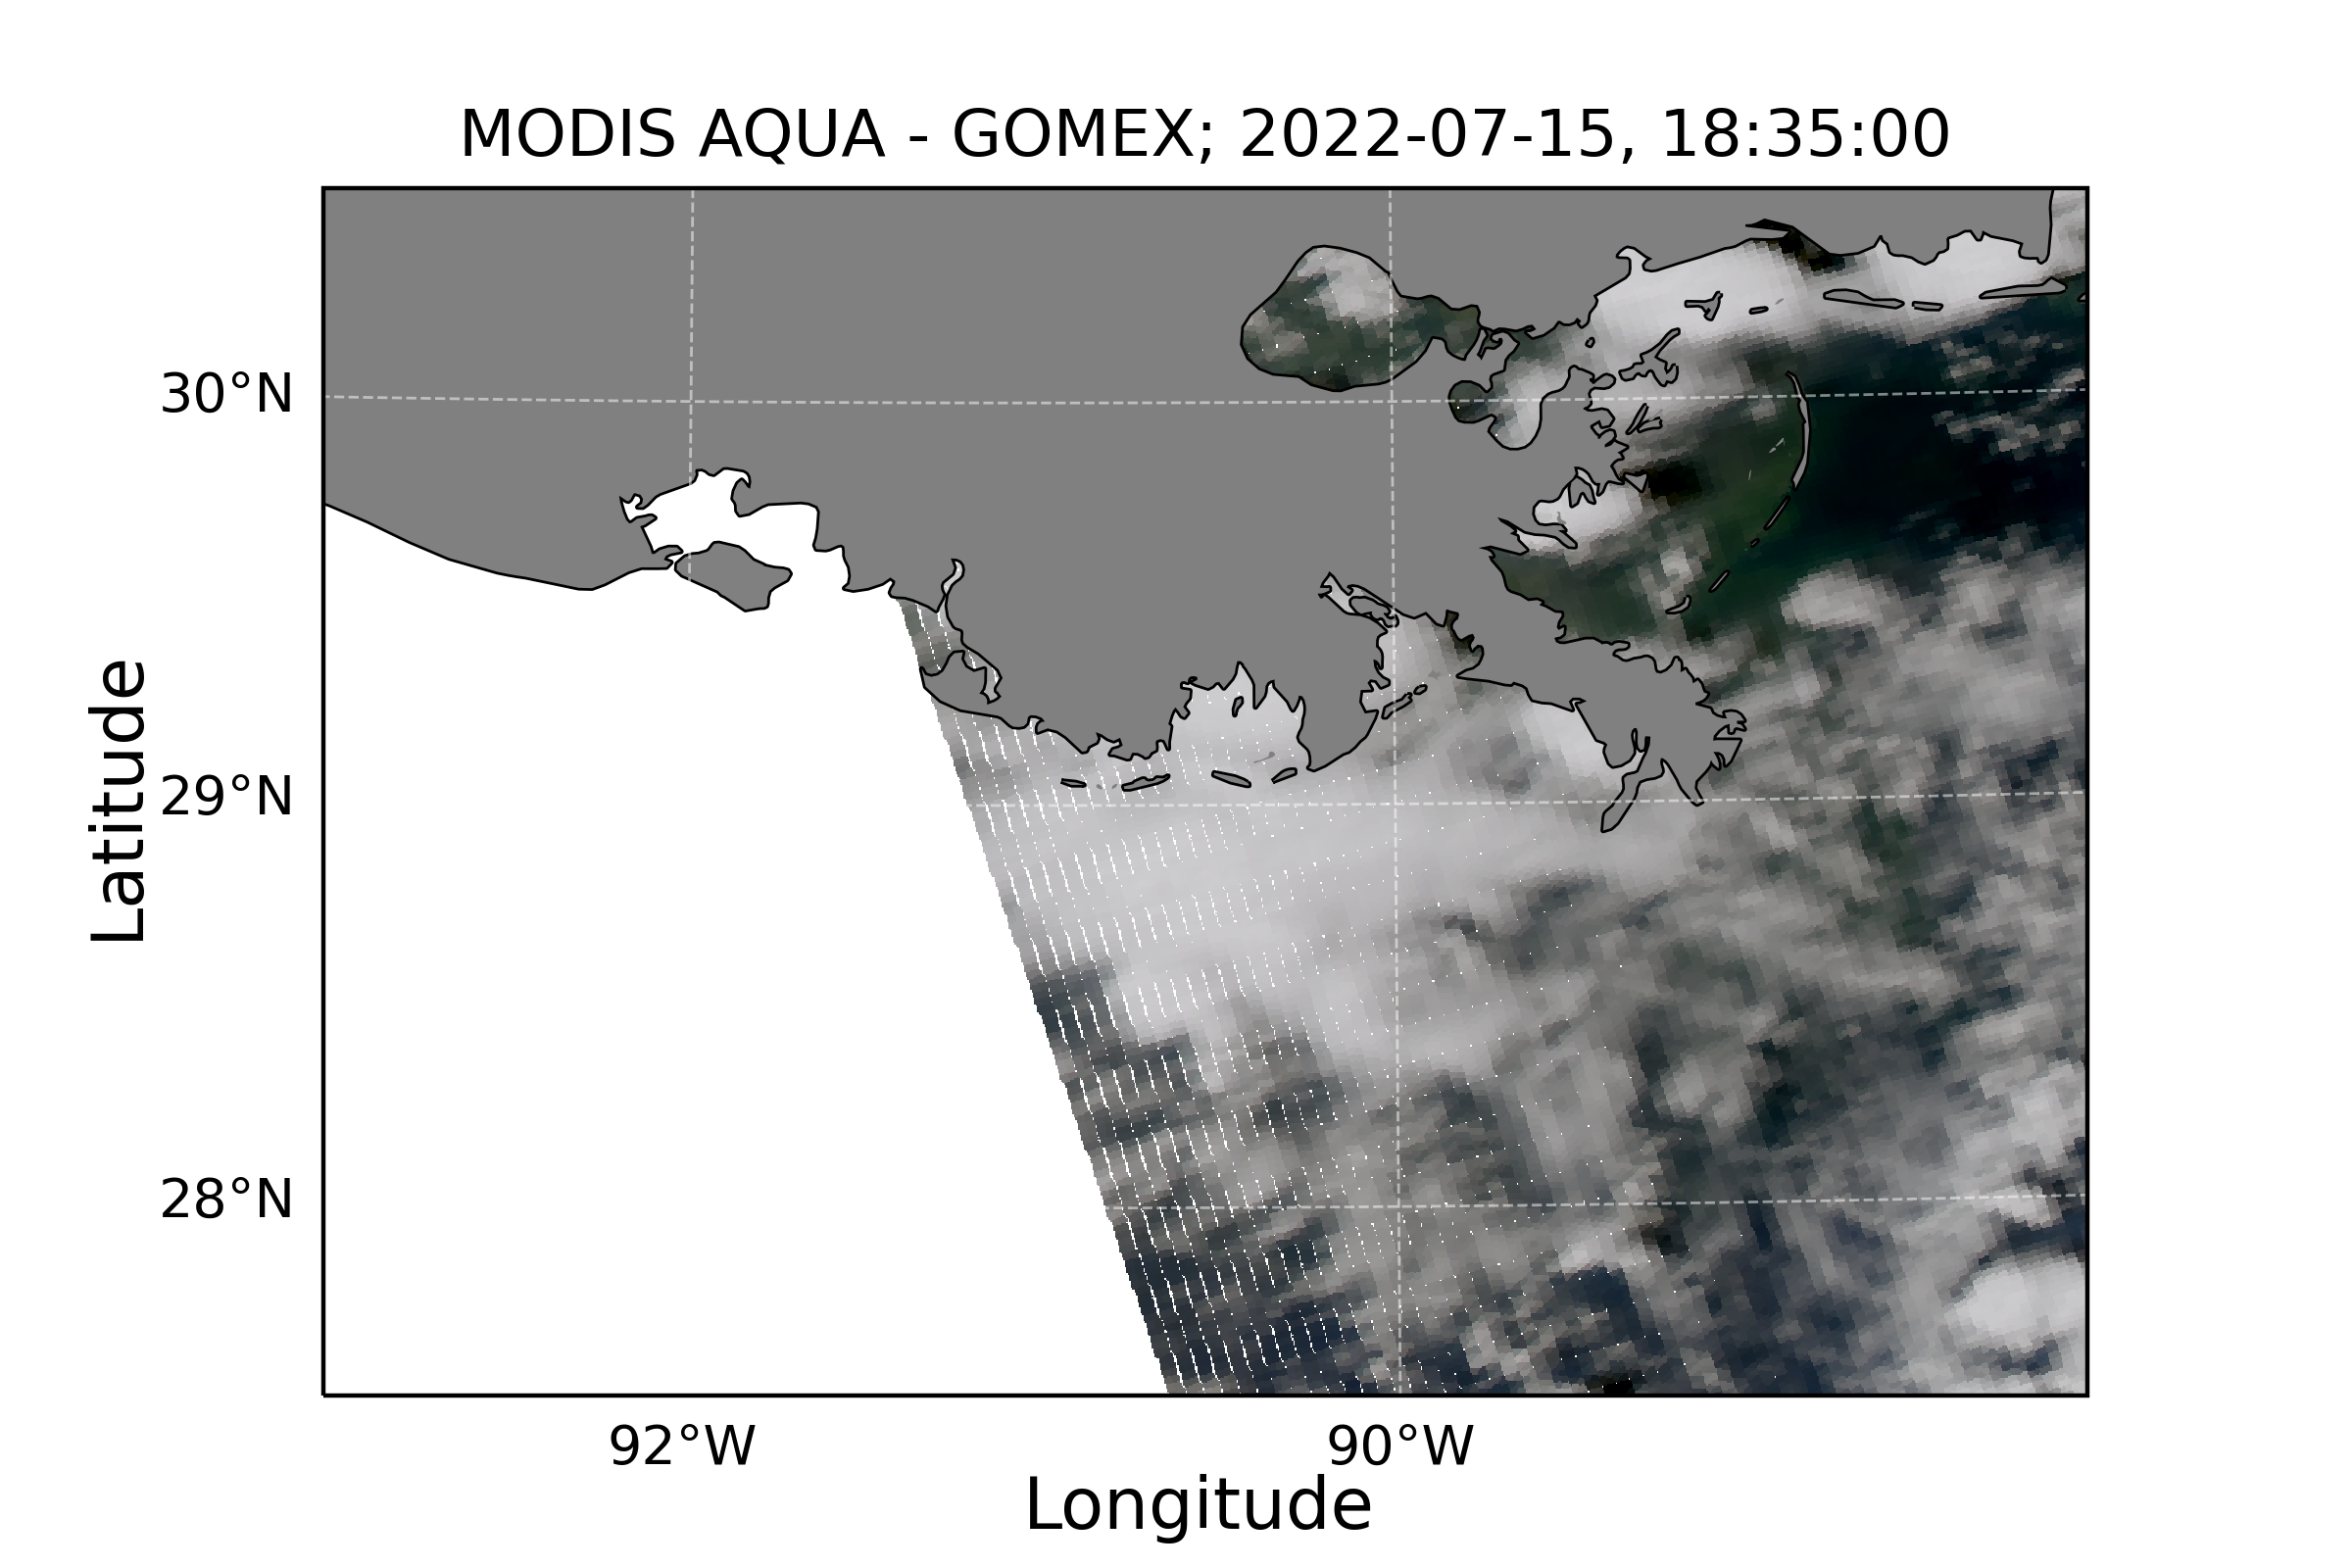 MODIS AQUA - GOMEX; 2022-07-15, 18:35:00
30°N
29°N
28°N
Latitude
92°W
90°W
Longitude